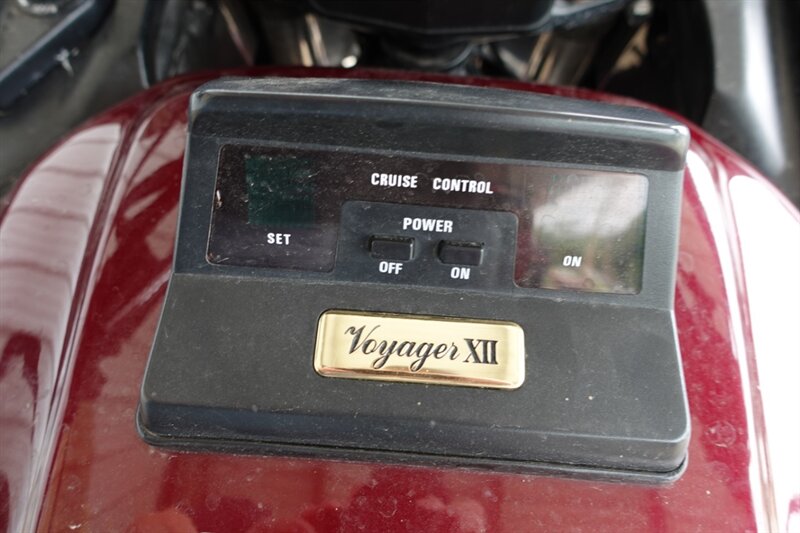 CRUISE CONTROL
POWER
SET
OFF
ON
ON
Voyager XII